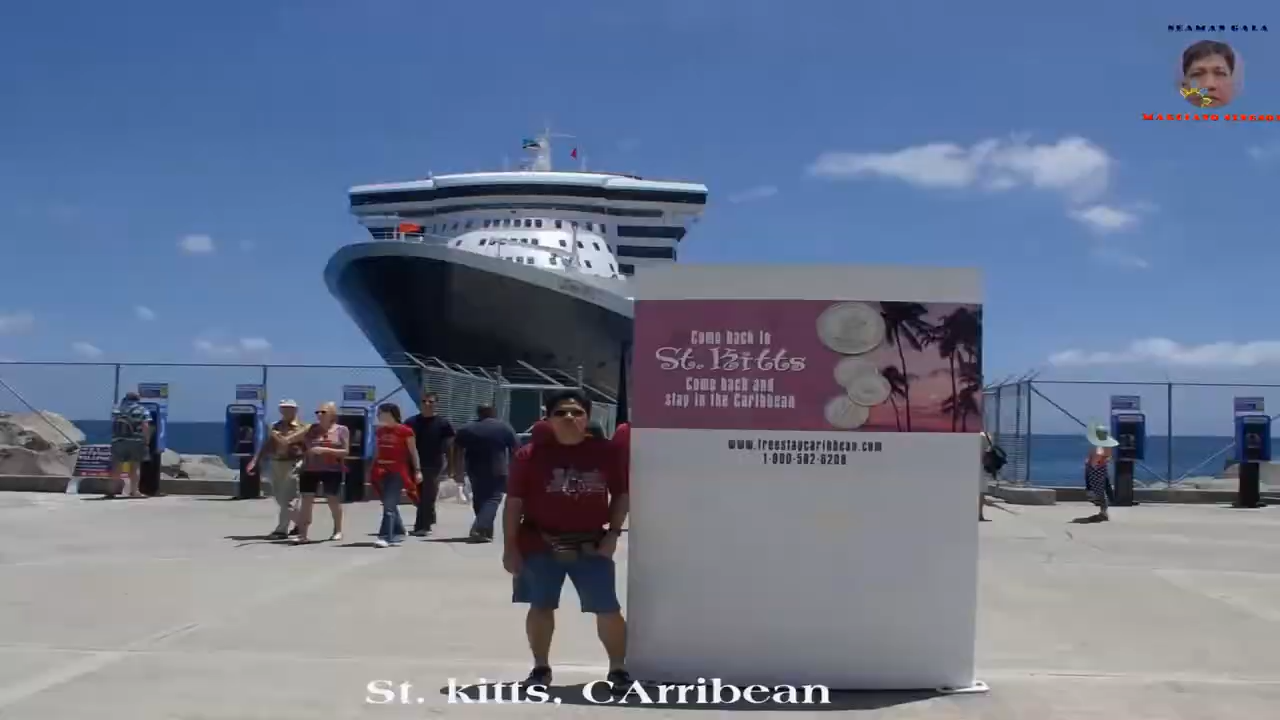 SEAMAN GALA
Come back to
St. Kitts
Come back and
stay in the Caribbean
www.freestaycaribbean.com
1-800-582-6208
St. kitts, CArribean